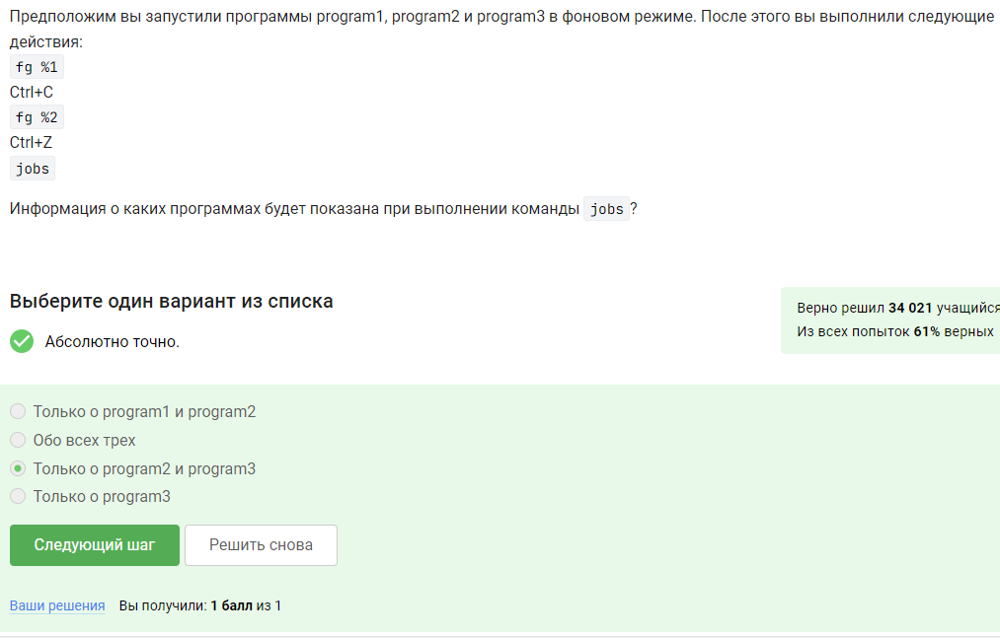 Предположим вы запустили программы program1, program2 и program3 в фоновом режиме. После этого вы выполнили следующие
действия:
fg %1
Ctrl+C
fg %2
Ctrl+Z
jobs
Информация о каких программах будет показана при выполнении команды jobs ?
Выберите один вариант из списка
Абсолютно точно.
Верно решил 34 021 учащийся
Из всех попыток 61% верных
Только о program1 и program2
Обо всех трех
Только о program2 и program3
Только о program3
Следующий шаг
Решить снова
Ваши решения Вы получили: 1 балл из 1